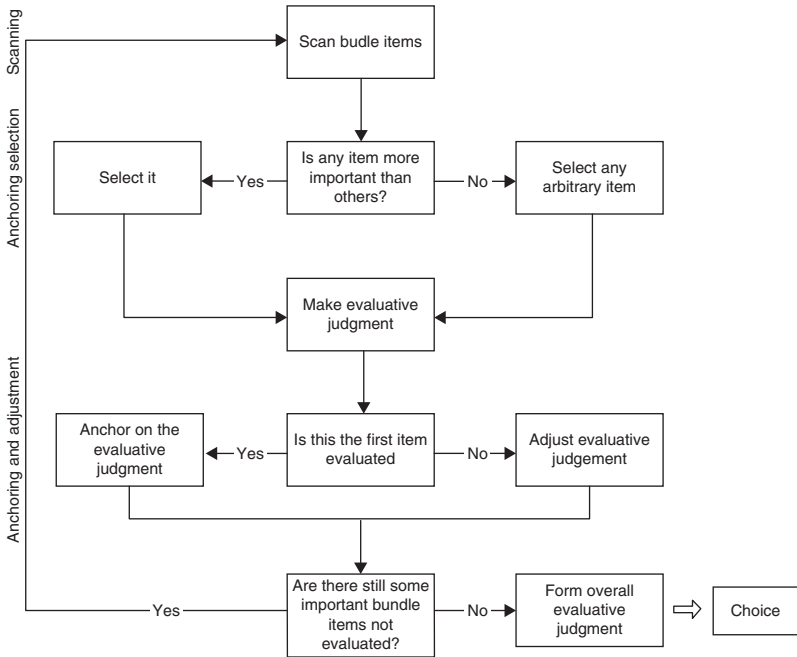 Scanning
Scan budle items
Anchoring selection
Select it
Yes
Is any item more
important than
others?
No
Select any
arbitrary item
Make evaluative
judgment
Anchoring and adjustment
Anchor on the
evaluative
judgment
Yes
Is this the first item
evaluated
No
Adjust evaluative
judgement
Yes
Are there still some
important bundle
items not
evaluated?
No
Form overall
evaluative
judgment
Choice